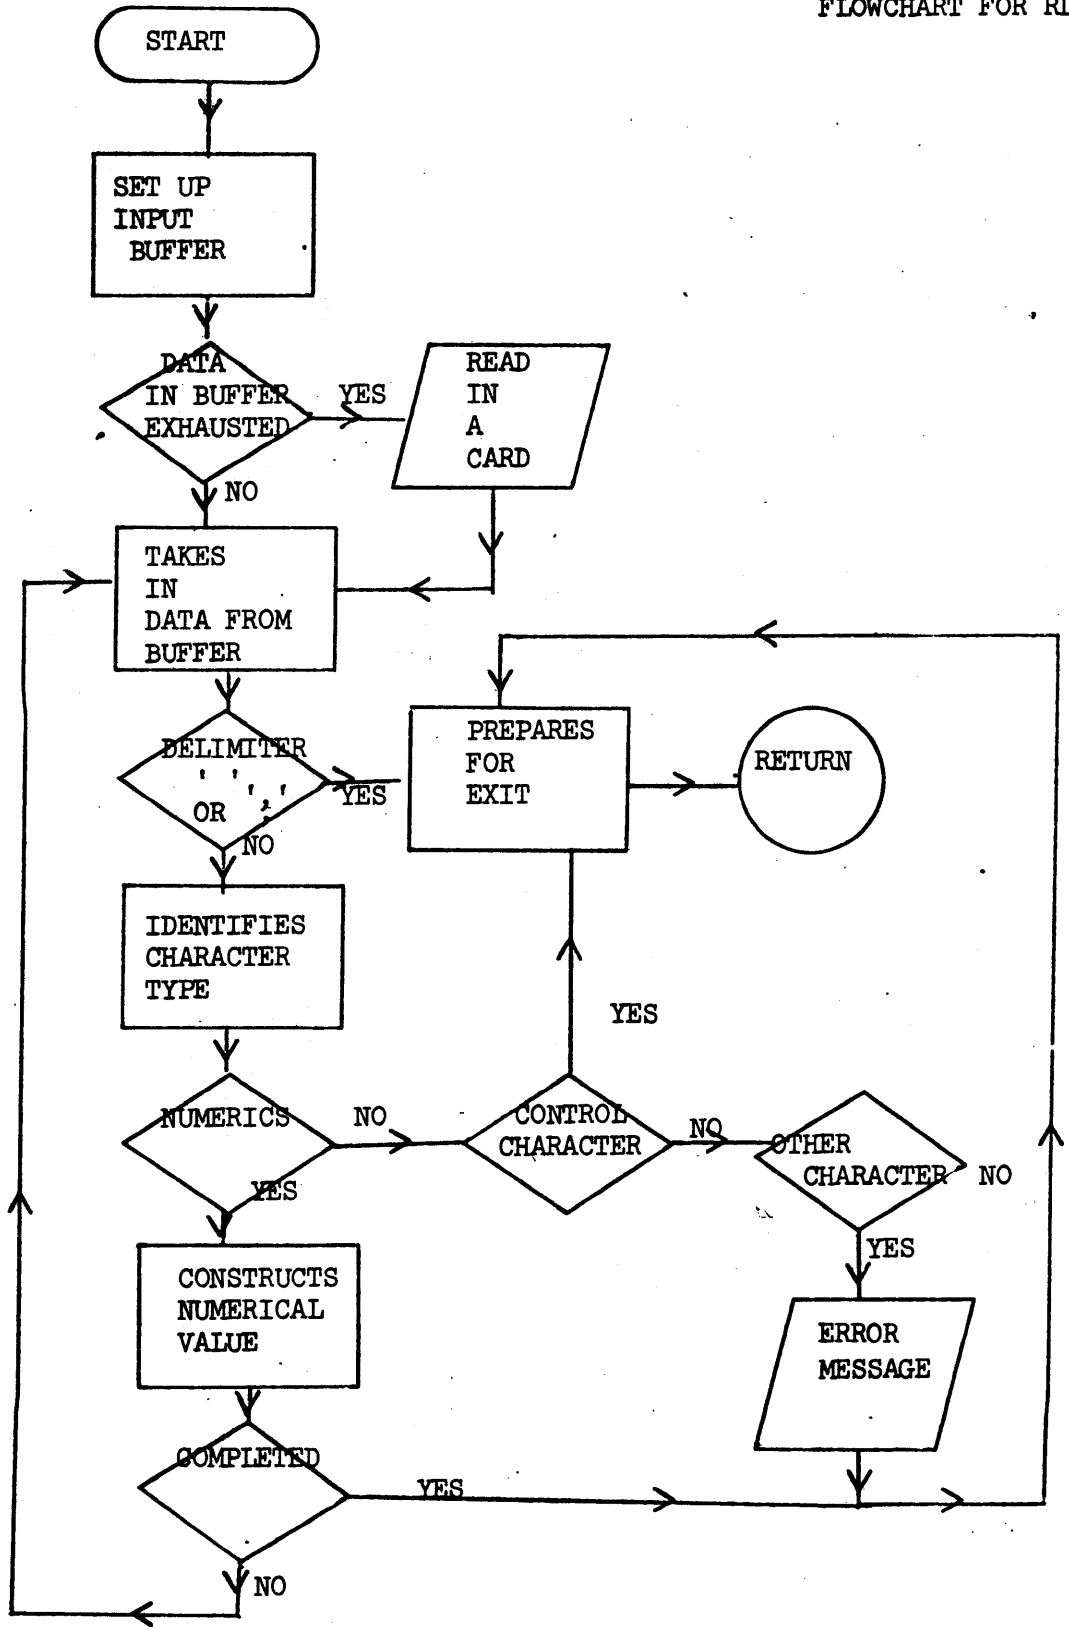 FLOWCHART FOR
START
SET UP
INPUT
BUFFER
DATA
IN BUFFER
EXHAUSTED
YES
READ
IN
A
CARD
NO
TAKES
IN
DATA FROM
BUFFER
DELIMITER
' '
OR ','
YES
NO
PREPARES
FOR
EXIT
RETURN
IDENTIFIES
CHARACTER
TYPE
YES
NUMERICS
NO
CONTROL
CHARACTER
NO
OTHER
CHARACTER
NO
YES
YES
CONSTRUCTS
NUMERICAL
VALUE
ERROR
MESSAGE
COMPLETED
YES
NO